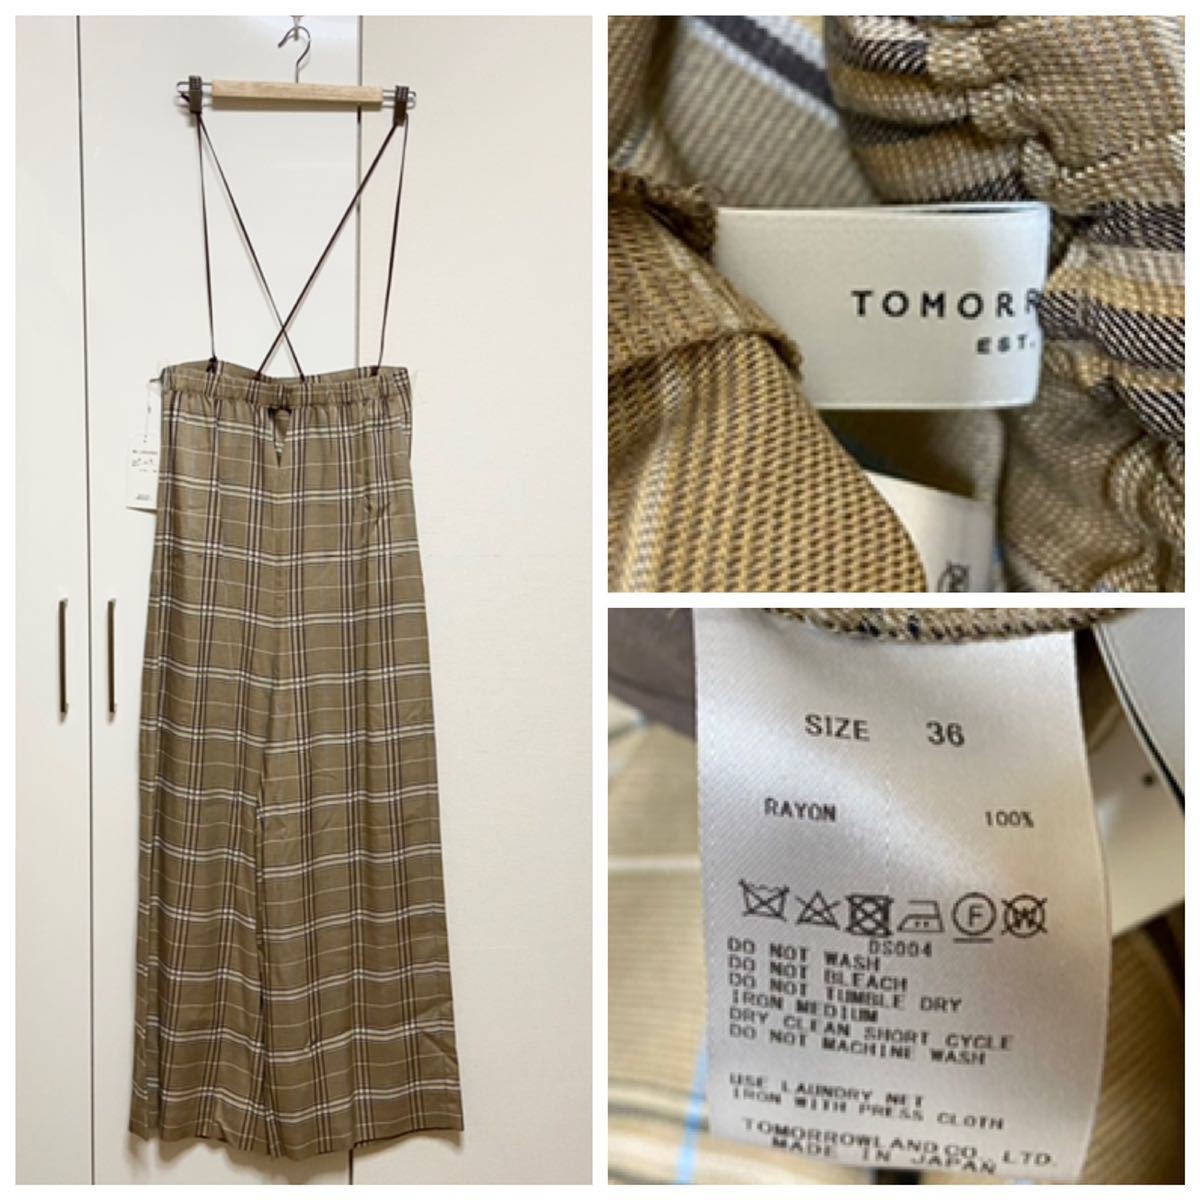 TOMORR
EST.
SIZE 36
RAYON 100%
DS004
DO NOT WASH
DO NOT BLEACH
DO NOT TUMBLE DRY
IRON MEDIUM
DRY CLEAN SHORT CYCLE
DO NOT MACHINE WASH
USE LAUNDRY NET
IRON WITH PRESS CLOTH
TOMORROWLAND CO., LTD.
MADE IN JAPAN